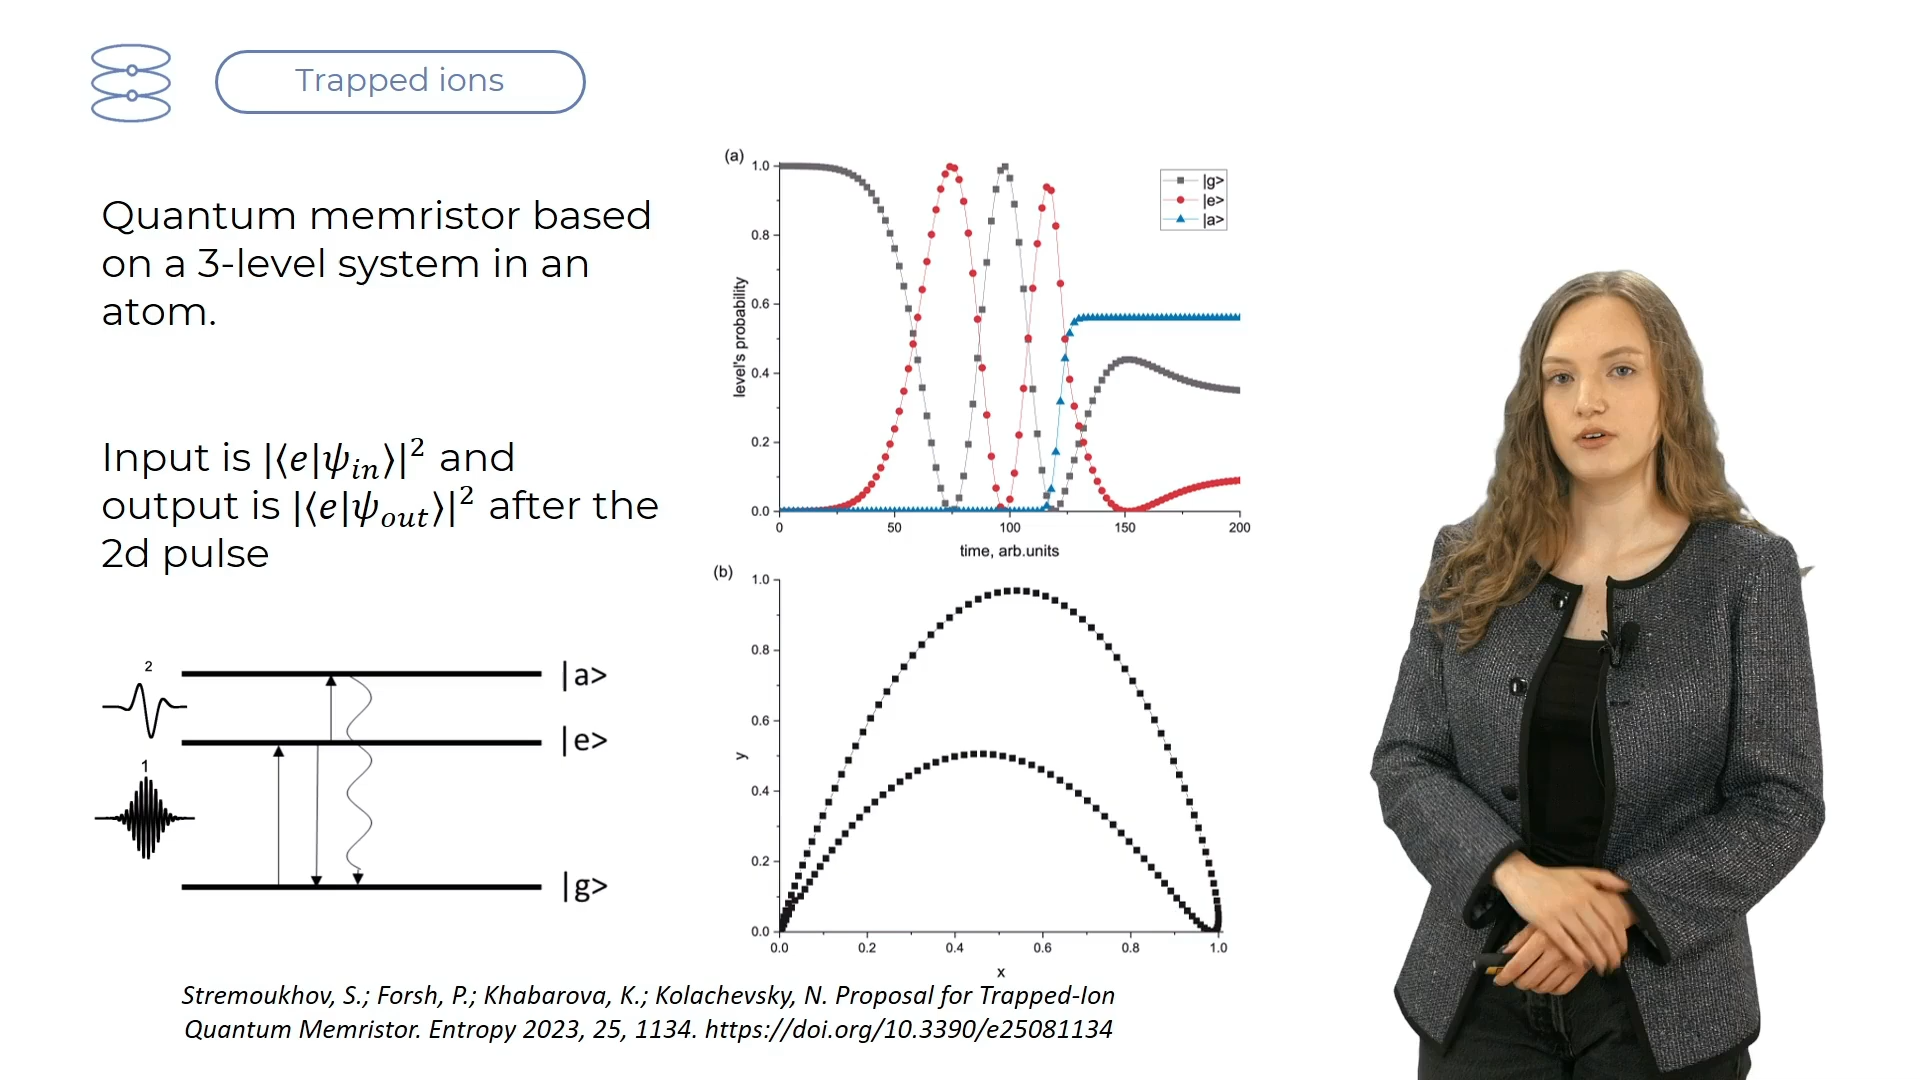 Trapped ions
Quantum memristor based
on a 3-level system in an
atom.
Input is |⟨e|ψ_in⟩|² and
output is |⟨e|ψ_out⟩|² after the
2d pulse
2
|a>
|e>
1
|g>
(a)
1.0
0.8
0.6
0.4
0.2
0.0
level's probability
0 50 100 150 200
time, arb.units
|g>
|e>
|a>
(b)
1.0
0.8
0.6
0.4
0.2
0.0
y
0.0 0.2 0.4 0.6 0.8 1.0
x
Stremoukhov, S.; Forsh, P.; Khabarova, K.; Kolachevsky, N. Proposal for Trapped-Ion
Quantum Memristor. Entropy 2023, 25, 1134. https://doi.org/10.3390/e25081134